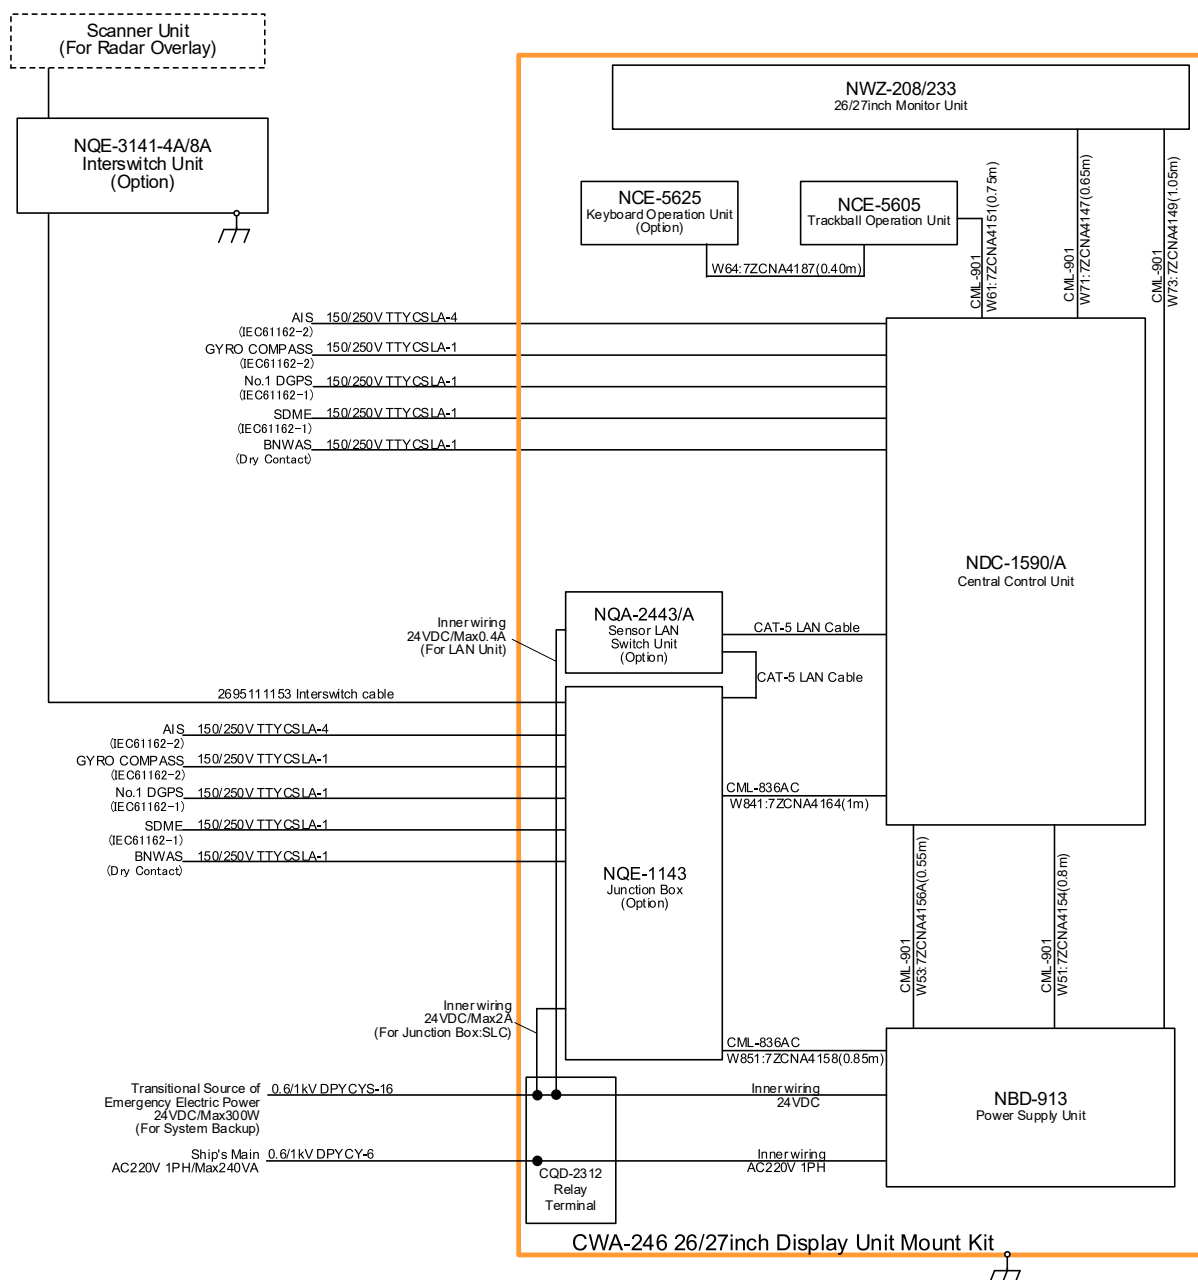 Scanner Unit
(For Radar Overlay)
NQE-3141-4A/8A
Interswitch Unit
(Option)
NWZ-208/233
26/27inch Monitor Unit
NCE-5625
Keyboard Operation Unit
(Option)
NCE-5605
Trackball Operation Unit
W64:7ZCNA4187(0.40m)
CML-901
W61:7ZCNA4151(0.75m)
CML-901
W71:7ZCNA4147(0.65m)
CML-901
W73:7ZCNA4149(1.05m)
AIS 150/250V TTYCSLA-4
(IEC61162-2)
GYRO COMPASS 150/250V TTYCSLA-1
(IEC61162-2)
No.1 DGPS 150/250V TTYCSLA-1
(IEC61162-1)
SDME 150/250V TTYCSLA-1
(IEC61162-1)
BNWAS 150/250V TTYCSLA-1
(Dry Contact)
NDC-1590/A
Central Control Unit
NQA-2443/A
Sensor LAN
Switch Unit
(Option)
Inner wiring
24VDC/Max0.4A
(For LAN Unit)
CAT-5 LAN Cable
CAT-5 LAN Cable
2695111153 Interswitch cable
AIS 150/250V TTYCSLA-4
(IEC61162-2)
GYRO COMPASS 150/250V TTYCSLA-1
(IEC61162-2)
No.1 DGPS 150/250V TTYCSLA-1
(IEC61162-1)
SDME 150/250V TTYCSLA-1
(IEC61162-1)
BNWAS 150/250V TTYCSLA-1
(Dry Contact)
CML-836AC
W841:7ZCNA4164(1m)
NQE-1143
Junction Box
(Option)
CML-901
W53:7ZCNA4156A(0.55m)
CML-901
W51:7ZCNA4154(0.8m)
Inner wiring
24VDC/Max2A
(For Junction Box:SLC)
CML-836AC
W851:7ZCNA4158(0.85m)
Transitional Source of
Emergency Electric Power
24VDC/Max300W
(For System Backup)
0.6/1kV DPYCYS-16
Inner wiring
24VDC
NBD-913
Power Supply Unit
Ship's Main
AC220V 1PH/Max240VA
0.6/1kV DPYCY-6
Inner wiring
AC220V 1PH
CQD-2312
Relay
Terminal
CWA-246 26/27inch Display Unit Mount Kit